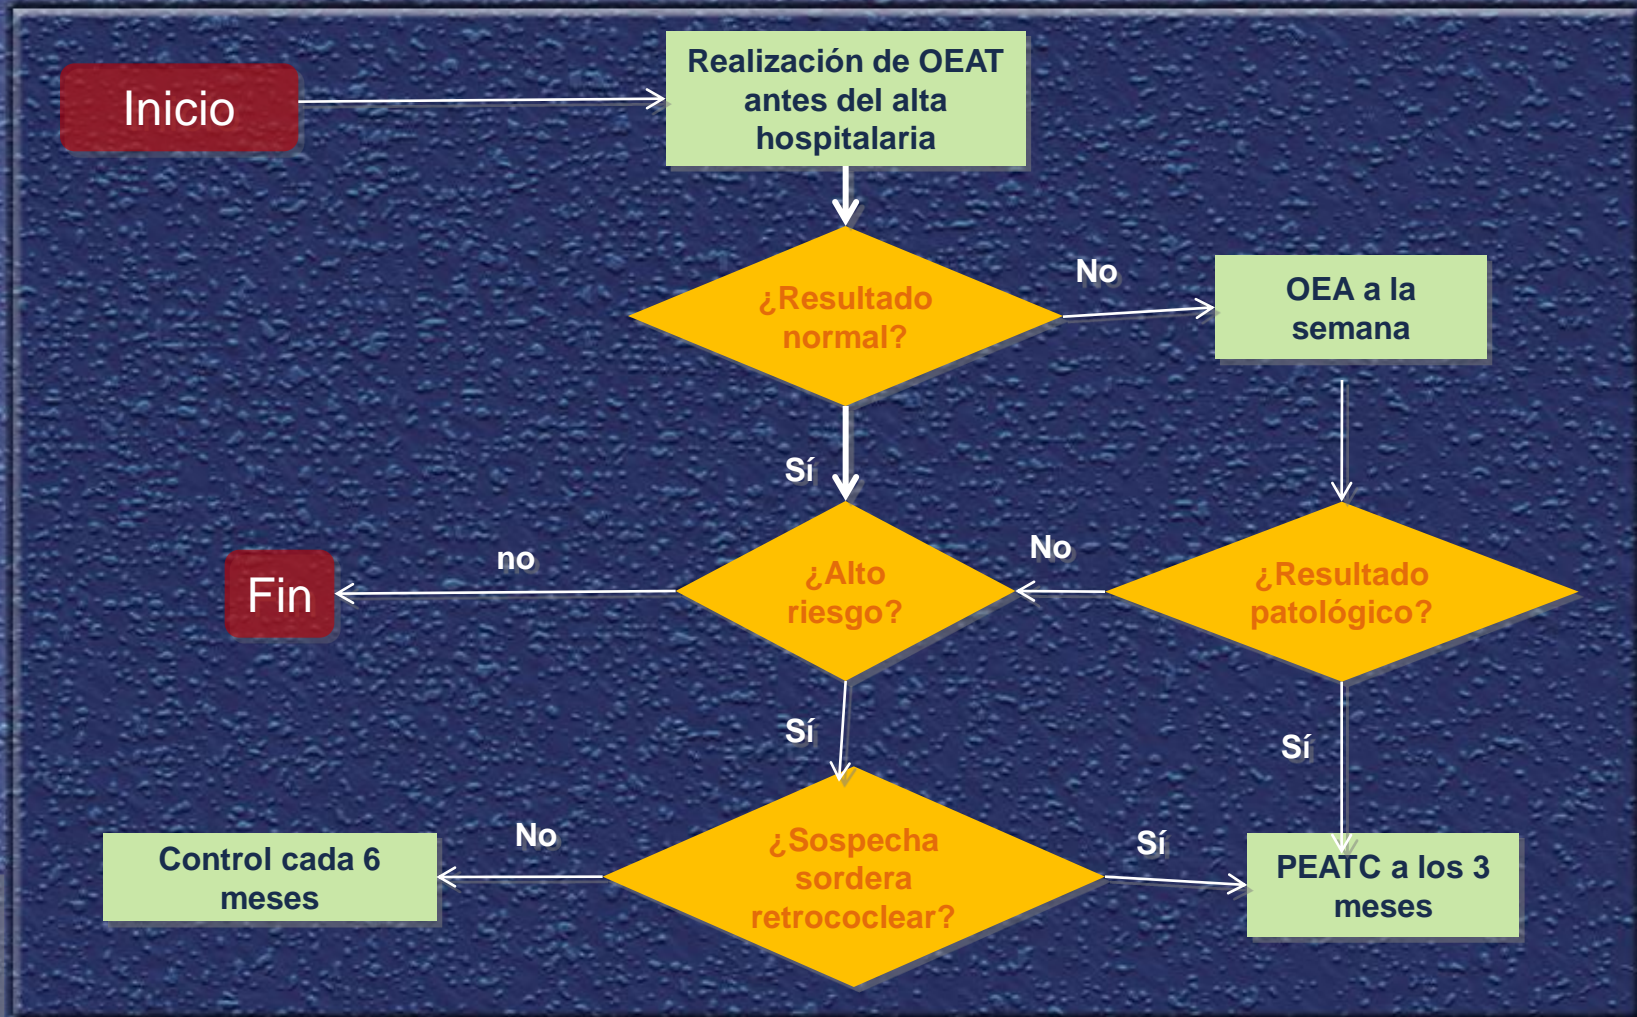 Inicio
Realización de OEAT
antes del alta
hospitalaria
¿Resultado
normal?
No
OEA a la
semana
Sí
¿Alto
riesgo?
no
Fin
No
¿Resultado
patológico?
Sí
Sí
¿Sospecha
sordera
retrococlear?
No
Control cada 6
meses
Sí
PEATC a los 3
meses